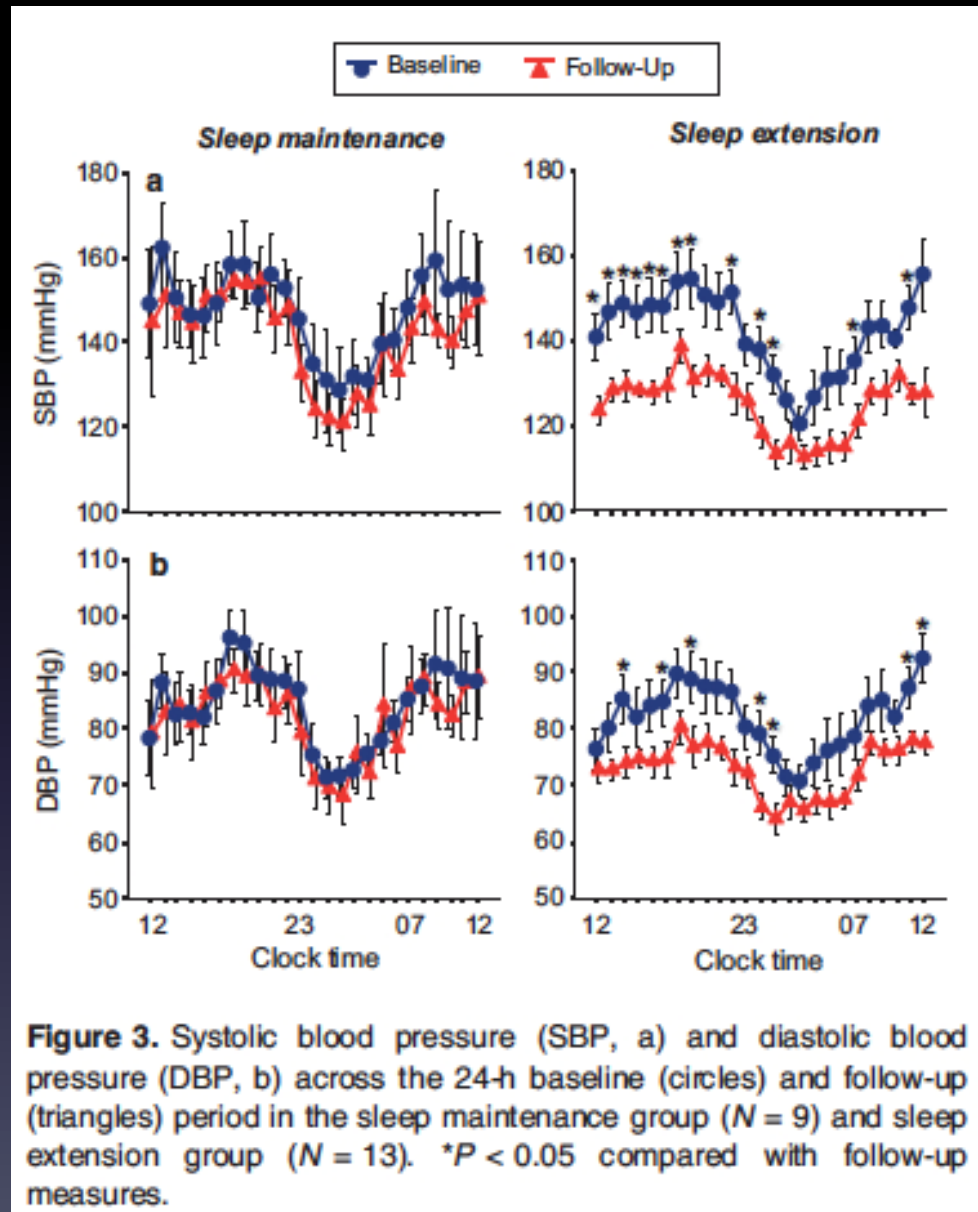 Baseline Follow-Up
Sleep maintenance Sleep extension
a
180 160 140 120 100
SBP (mmHg)
* * * * * * * * * * * * *
180 160 140 120 100
b
110 100 90 80 70 60 50
DBP (mmHg)
* * * * * * *
110 100 90 80 70 60 50
12 23 07 12
Clock time
12 23 07 12
Clock time
Figure 3. Systolic blood pressure (SBP, a) and diastolic blood
pressure (DBP, b) across the 24-h baseline (circles) and follow-up
(triangles) period in the sleep maintenance group (N = 9) and sleep
extension group (N = 13). *P < 0.05 compared with follow-up
measures.